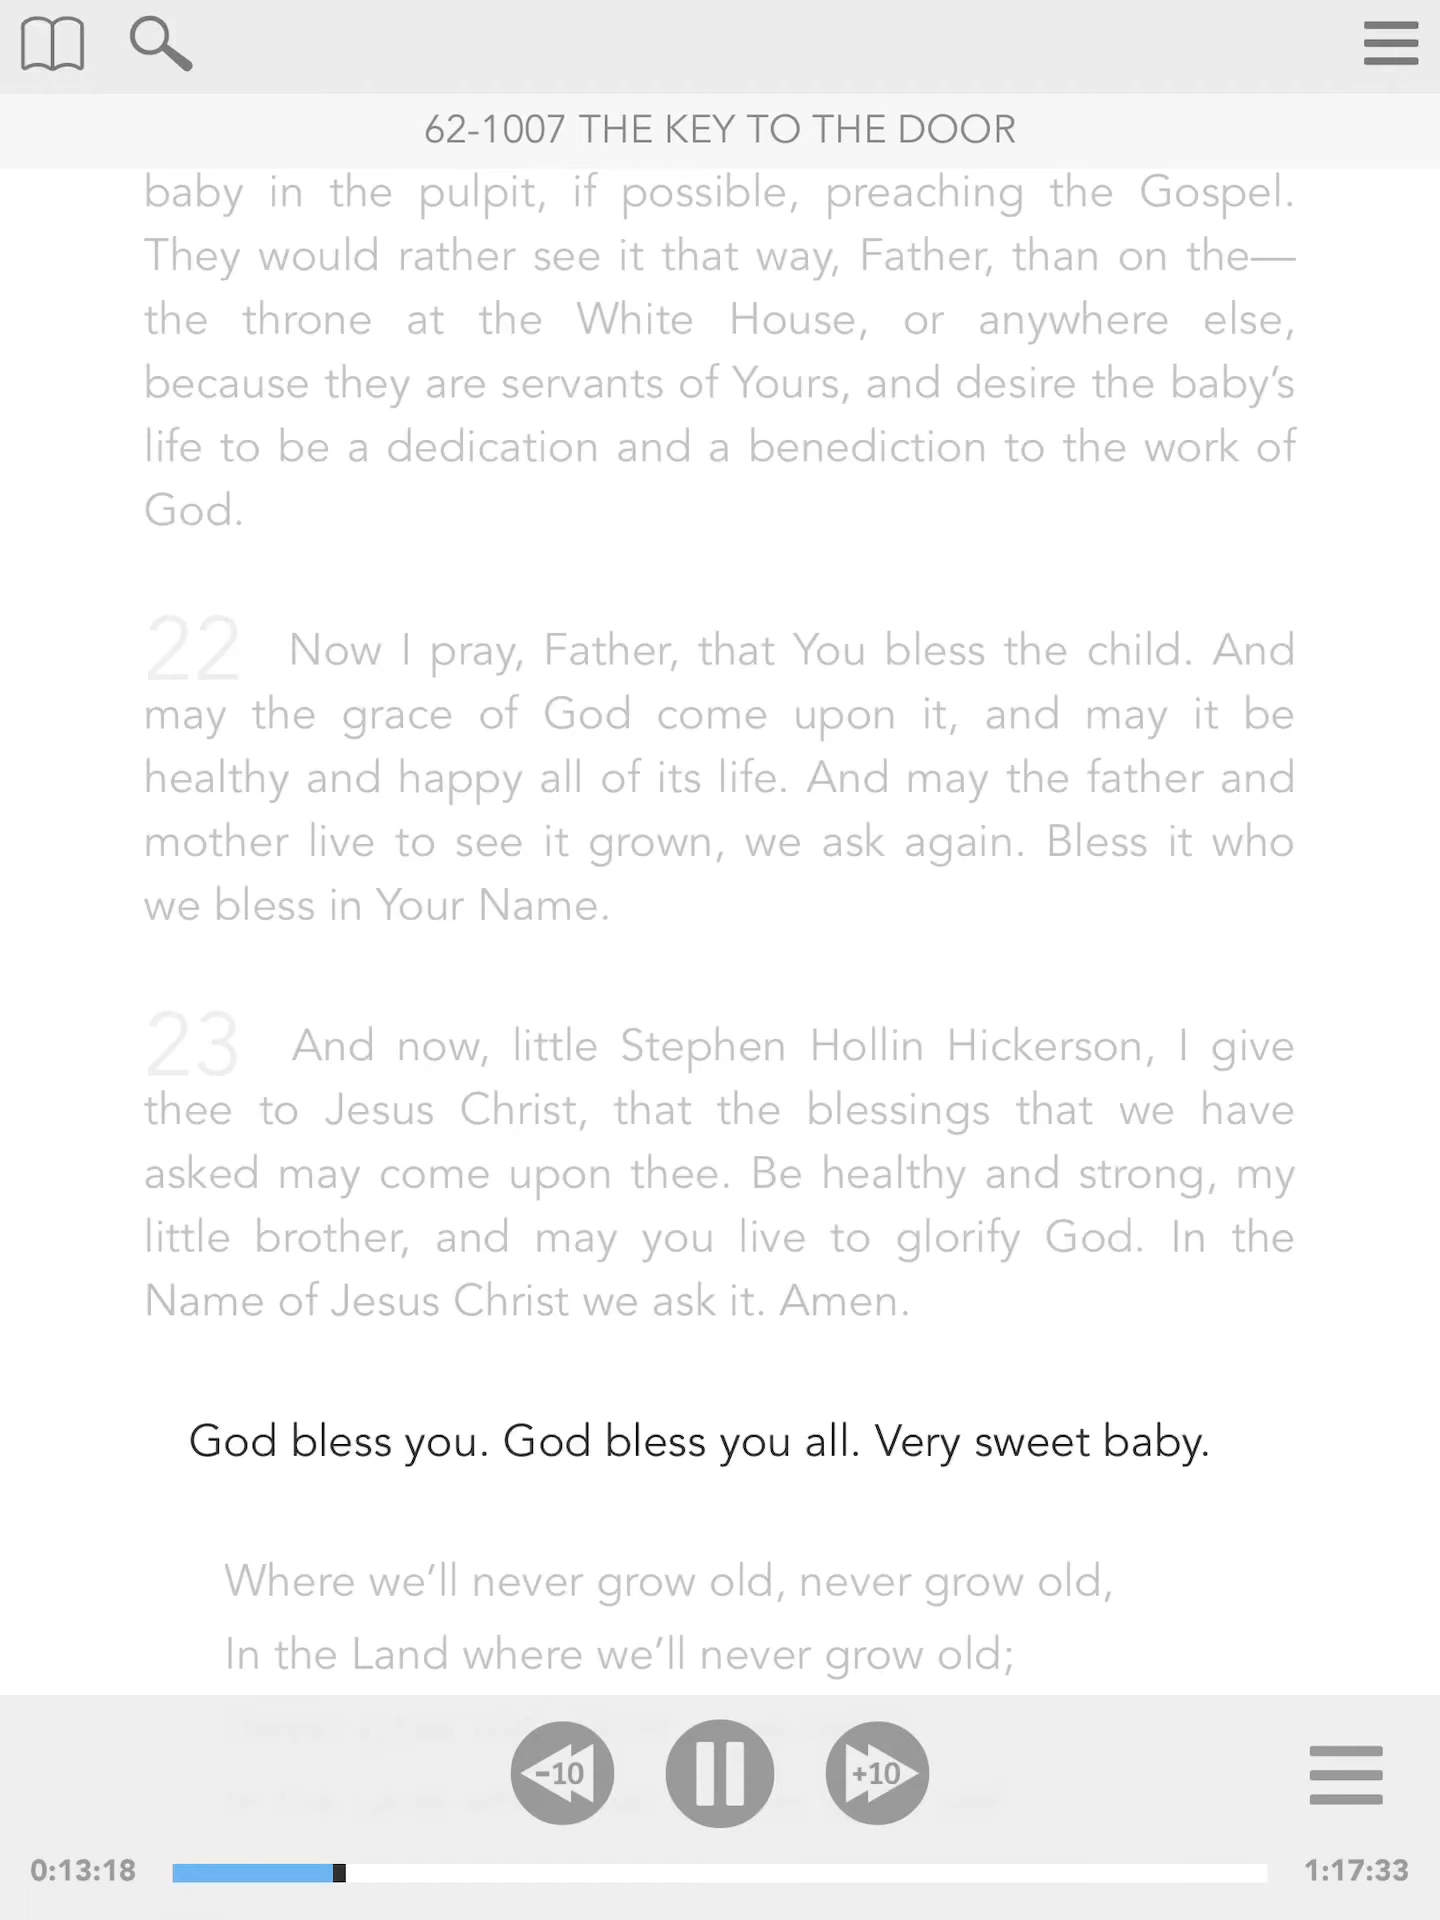 62-1007 THE KEY TO THE DOOR
baby in the pulpit, if possible, preaching the Gospel.
They would rather see it that way, Father, than on the—
the throne at the White House, or anywhere else,
because they are servants of Yours, and desire the baby’s
life to be a dedication and a benediction to the work of
God.
22 Now I pray, Father, that You bless the child. And
may the grace of God come upon it, and may it be
healthy and happy all of its life. And may the father and
mother live to see it grown, we ask again. Bless it who
we bless in Your Name.
23 And now, little Stephen Hollin Hickerson, I give
thee to Jesus Christ, that the blessings that we have
asked may come upon thee. Be healthy and strong, my
little brother, and may you live to glorify God. In the
Name of Jesus Christ we ask it. Amen.
God bless you. God bless you all. Very sweet baby.
Where we’ll never grow old, never grow old,
In the Land where we’ll never grow old;
-10 +10
0:13:18 1:17:33